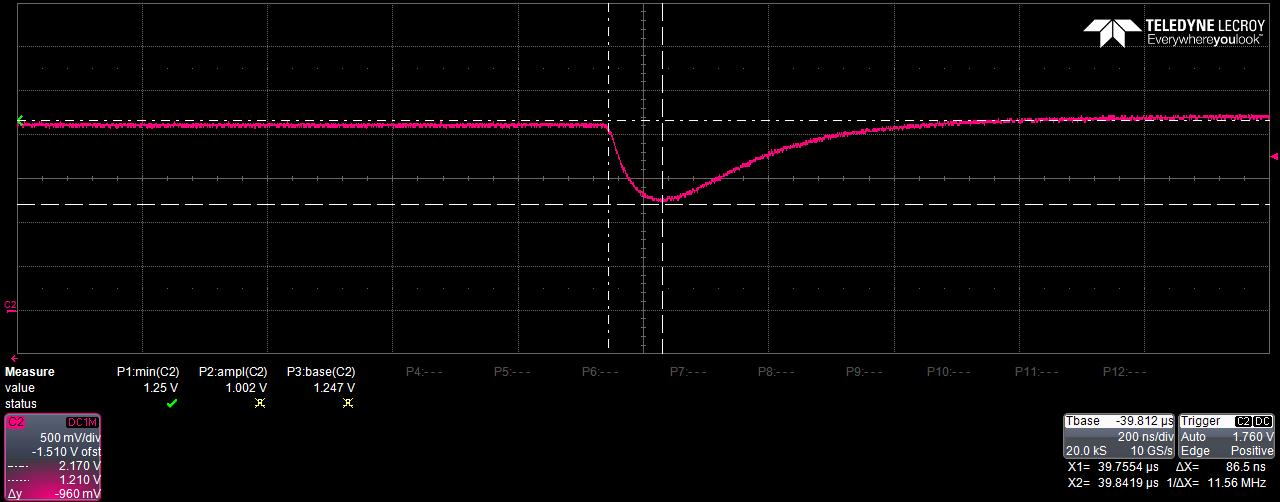 TELEDYNE LECROY
Everywhereyoulook™
C2
Measure P1:min(C2) P2:ampl(C2) P3:base(C2) P4:--- P5:--- P6:--- P7:--- P8:--- P9:--- P10:--- P11:--- P12:---
value 1.25 V 1.002 V 1.247 V
status
C2 DC1M
500 mV/div
-1.510 V ofst
2.170 V
1.210 V
Δy -960 mV
Tbase -39.812 µs
200 ns/div
20.0 kS 10 GS/s
Trigger C2 DC
Auto 1.760 V
Edge Positive
X1= 39.7554 µs ΔX= 86.5 ns
X2= 39.8419 µs 1/ΔX= 11.56 MHz